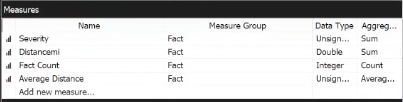 Measures
Name Measure Group Data Type Aggreg...
Severity Fact Unsign... Sum
Distancemi Fact Double Sum
Fact Count Fact Integer Count
Average Distance Fact Unsign... Averag...
Add new measure...